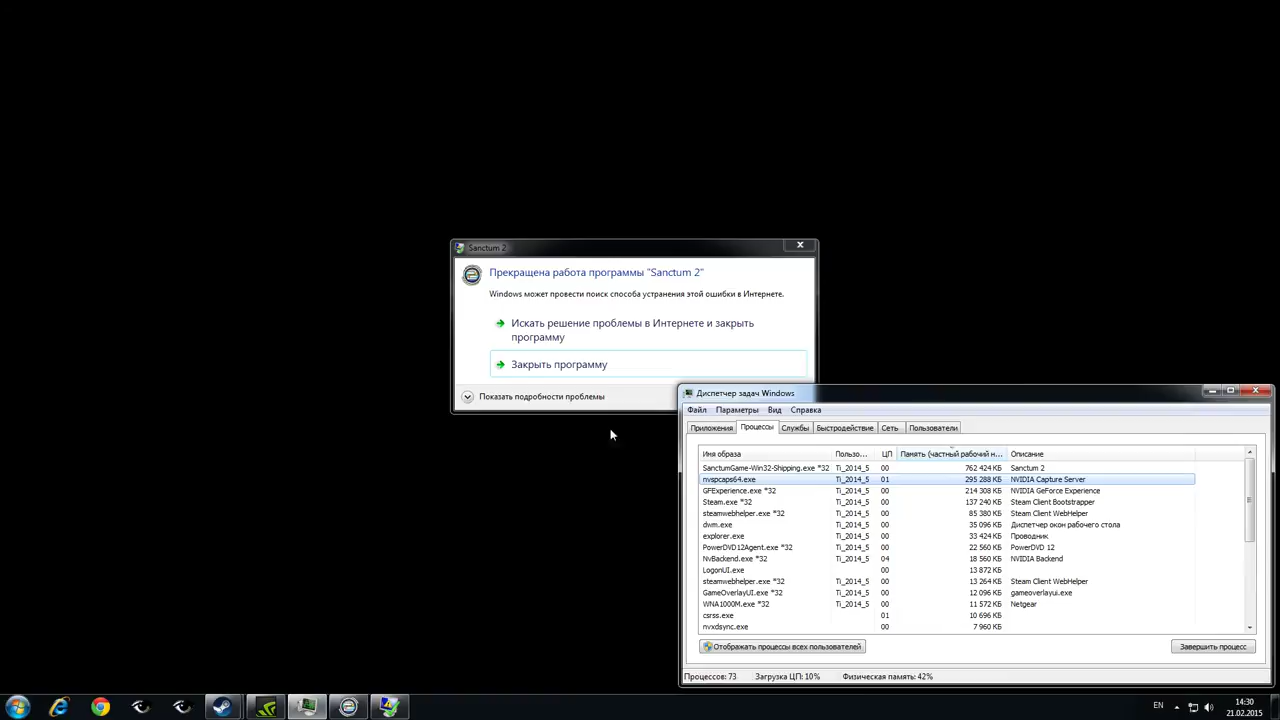 Sanctum 2
Прекращена работа программы "Sanctum 2"
Windows может провести поиск способа устранения этой ошибки в Интернете.
Искать решение проблемы в Интернете и закрыть
программу
Закрыть программу
Показать подробности проблемы
Диспетчер задач Windows
Файл Параметры Вид Справка
Приложения Процессы Службы Быстродействие Сеть Пользователи
Имя образа Пользо... ЦП Память (частный рабочий н... Описание
SanctumGame-Win32-Shipping.exe *32 Ti_2014_5 00 762 424 КБ Sanctum 2
nvspcaps64.exe Ti_2014_5 01 295 288 КБ NVIDIA Capture Server
GFExperience.exe *32 Ti_2014_5 00 214 308 КБ NVIDIA GeForce Experience
Steam.exe *32 Ti_2014_5 00 137 240 КБ Steam Client Bootstrapper
steamwebhelper.exe *32 Ti_2014_5 00 85 380 КБ Steam Client WebHelper
dwm.exe Ti_2014_5 00 35 096 КБ Диспетчер окон рабочего стола
explorer.exe Ti_2014_5 00 33 424 КБ Проводник
PowerDVD12Agent.exe *32 Ti_2014_5 00 22 560 КБ PowerDVD 12
NvBackend.exe *32 Ti_2014_5 04 18 560 КБ NVIDIA Backend
LogonUI.exe 00 13 872 КБ
steamwebhelper.exe *32 Ti_2014_5 00 13 264 КБ Steam Client WebHelper
GameOverlayUI.exe *32 Ti_2014_5 00 12 096 КБ gameoverlayui.exe
WNA1000M.exe *32 Ti_2014_5 00 11 572 КБ Netgear
csrss.exe 01 10 696 КБ
nvxdsync.exe 00 7 960 КБ
Отображать процессы всех пользователей Завершить процесс
Процессов: 73 Загрузка ЦП: 10% Физическая память: 42%
EN 14:30
21.02.2015